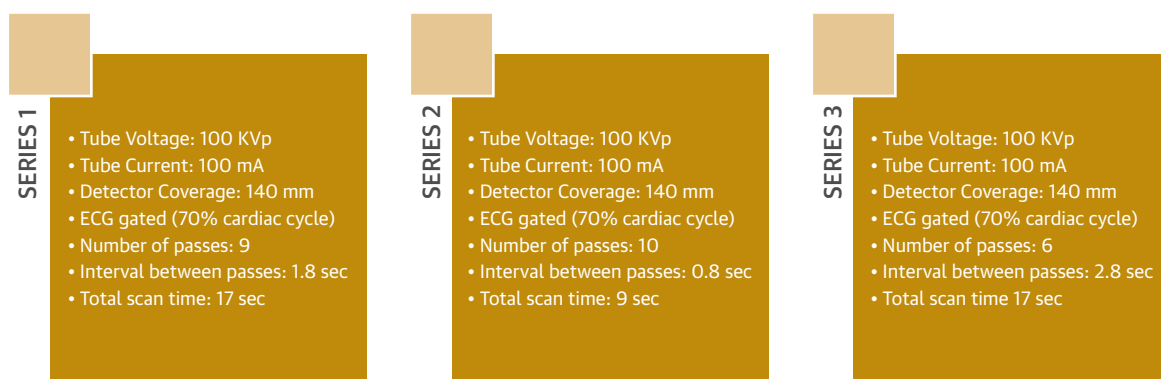 SERIES 1
• Tube Voltage: 100 KVp
• Tube Current: 100 mA
• Detector Coverage: 140 mm
• ECG gated (70% cardiac cycle)
• Number of passes: 9
• Interval between passes: 1.8 sec
• Total scan time: 17 sec
SERIES 2
• Tube Voltage: 100 KVp
• Tube Current: 100 mA
• Detector Coverage: 140 mm
• ECG gated (70% cardiac cycle)
• Number of passes: 10
• Interval between passes: 0.8 sec
• Total scan time: 9 sec
SERIES 3
• Tube Voltage: 100 KVp
• Tube Current: 100 mA
• Detector Coverage: 140 mm
• ECG gated (70% cardiac cycle)
• Number of passes: 6
• Interval between passes: 2.8 sec
• Total scan time 17 sec